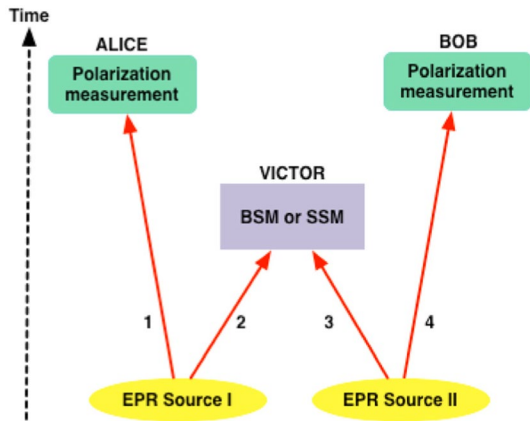 Time
ALICE
BOB
Polarization
measurement
Polarization
measurement
VICTOR
BSM or SSM
1
2
3
4
EPR Source I
EPR Source II